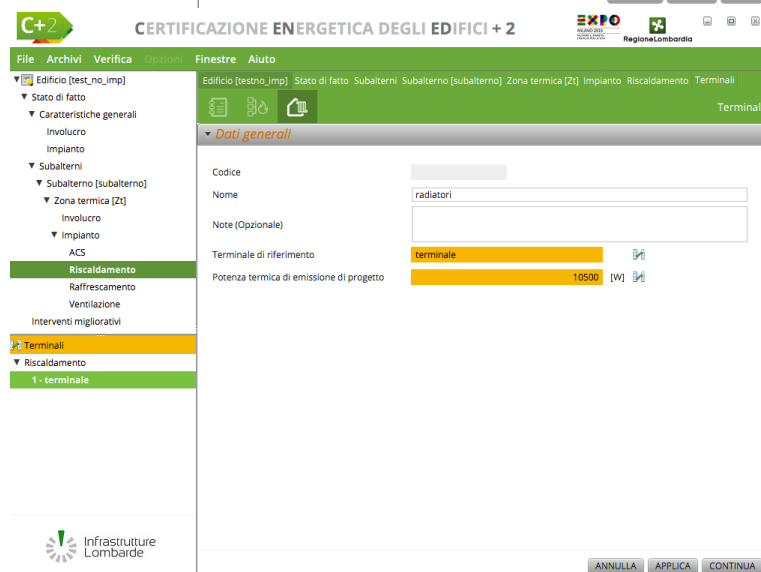 C+2
CERTIFICAZIONE ENERGETICA DEGLI EDIFICI + 2
EXPO
MILANO 2015
RegioneLombardia
File Archivi Verifica Opzioni Finestre Aiuto
Edificio [test_no_imp]
Stato di fatto
Caratteristiche generali
Involucro
Impianto
Subalterni
Subalterno [subalterno]
Zona termica [Zt]
Involucro
Impianto
ACS
Riscaldamento
Raffrescamento
Ventilazione
Interventi migliorativi
Terminali
Riscaldamento
1 - terminale
Infrastrutture
Lombarde
Edificio [testno_imp] Stato di fatto Subalterni Subalterno [subalterno] Zona termica [Zt] Impianto Riscaldamento Terminali
Terminal
Dati generali
Codice
Nome radiatori
Note (Opzionale)
Terminale di riferimento terminale
Potenza termica di emissione di progetto 10500 [W]
ANNULLA APPLICA CONTINUA